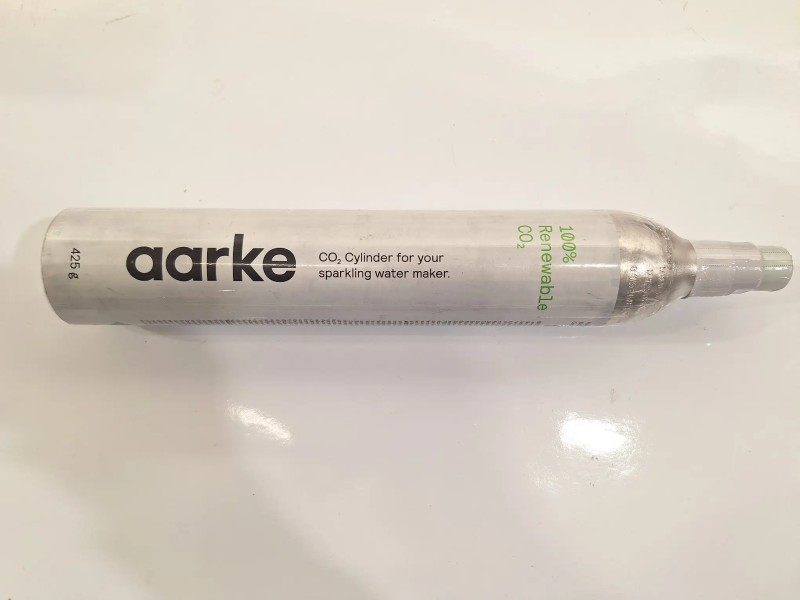 425 g
aarke
CO₂ Cylinder for your
sparkling water maker.
100%
Renewable
CO₂